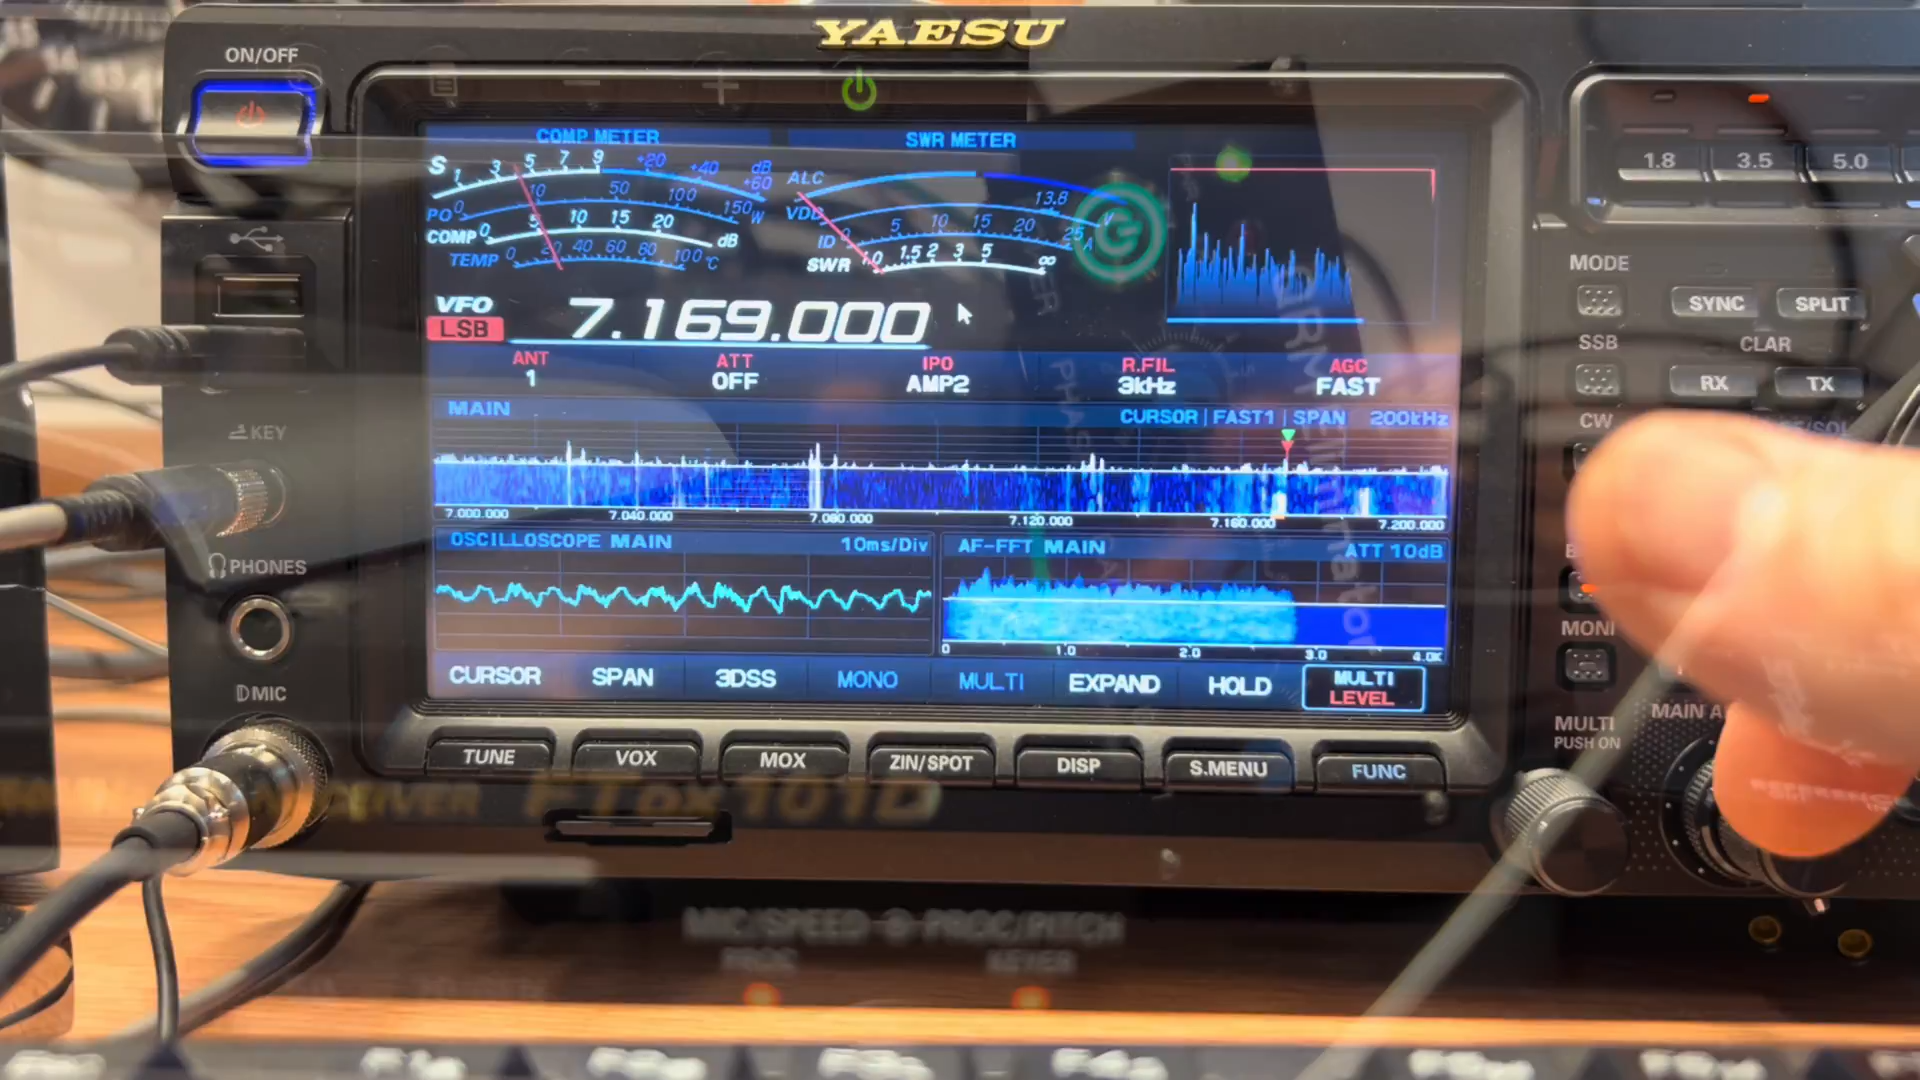 YAESU
ON/OFF
COMP METER
SWR METER
S 1 3 5 7 9 +20 +40 +60 dB
PO 0 10 50 100 150 W
COMP 0 5 10 15 20 dB
TEMP 0 20 40 60 80 100 °C
ALC
VDD 13.8 V
ID 0 5 10 15 20 25 A
SWR 1.0 1.5 2 3 5 ∞
1.8 3.5 5.0
VFO
LSB
7.169.000
ANT ATT IPO R.FIL AGC
1 OFF AMP2 3kHz FAST
MAIN CURSOR | FAST1 | SPAN 200kHz
7.000.000 7.040.000 7.080.000 7.120.000 7.160.000 7.200.000
OSCILLOSCOPE MAIN 10ms/Div
AF-FFT MAIN ATT 10dB
0 1.0 2.0 3.0 4.0K
CURSOR SPAN 3DSS MONO MULTI EXPAND HOLD MULTI
LEVEL
TUNE VOX MOX ZIN/SPOT DISP S.MENU FUNC
KEY
PHONES
MIC
MODE
SYNC SPLIT
SSB CLAR
RX TX
CW
MONI
MULTI
PUSH ON
MAIN A
PHAS
QRM eliminator
FTDX101D
MIC/SPEED PROC/PITCH
PROC KEYER